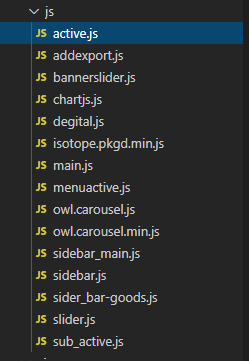 js
JS active.js
JS addexport.js
JS bannerslider.js
JS chartjs.js
JS degital.js
JS isotope.pkgd.min.js
JS main.js
JS menuactive.js
JS owl.carousel.js
JS owl.carousel.min.js
JS sidebar_main.js
JS sidebar.js
JS sider_bar-goods.js
JS slider.js
JS sub_active.js